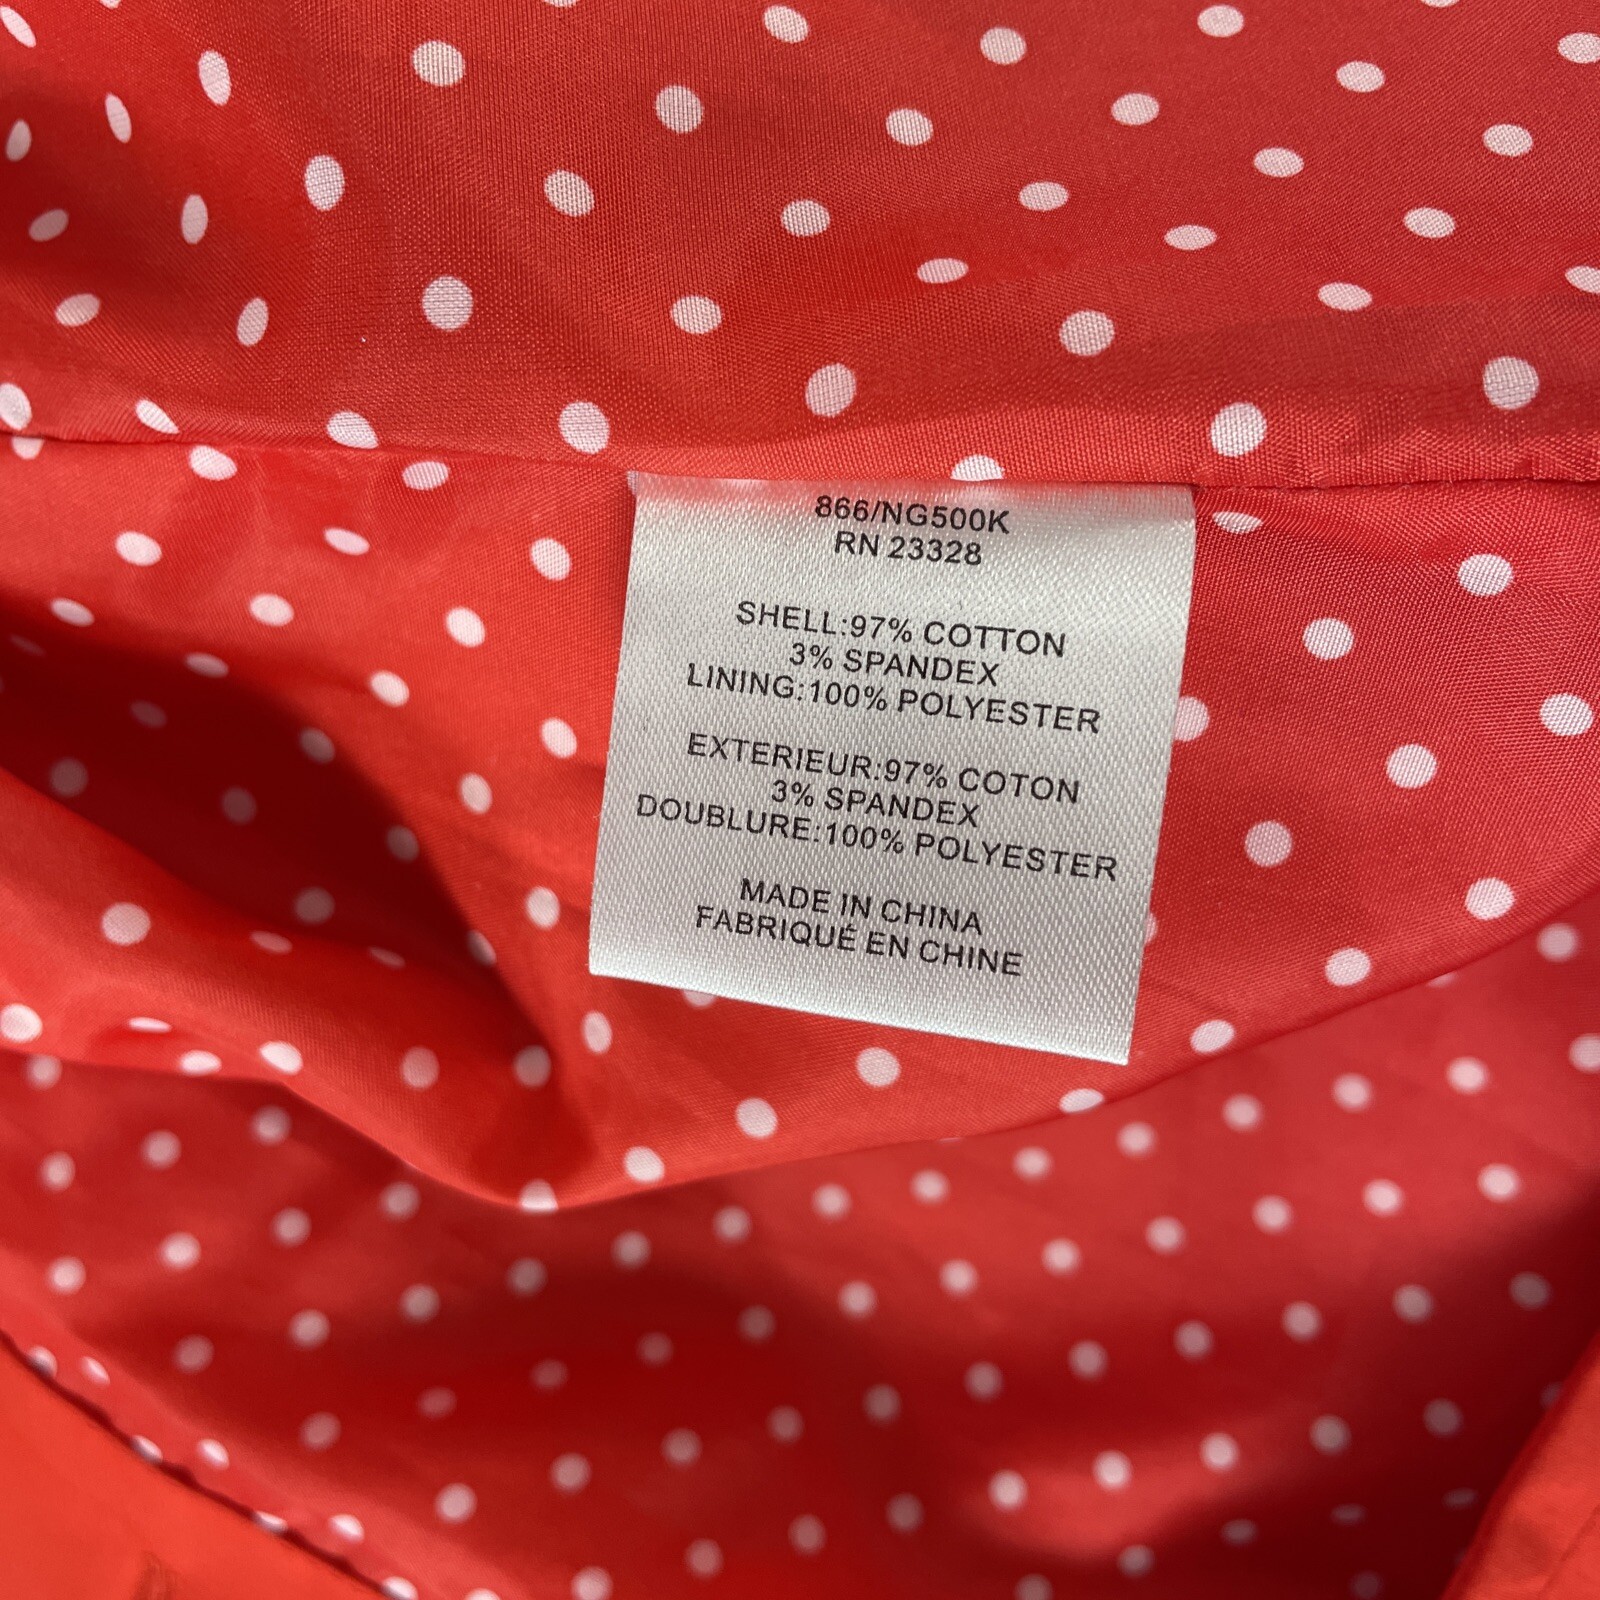 866/NG500K
RN 23328
SHELL:97% COTTON
3% SPANDEX
LINING:100% POLYESTER
EXTERIEUR:97% COTON
3% SPANDEX
DOUBLURE:100% POLYESTER
MADE IN CHINA
FABRIQUÉ EN CHINE